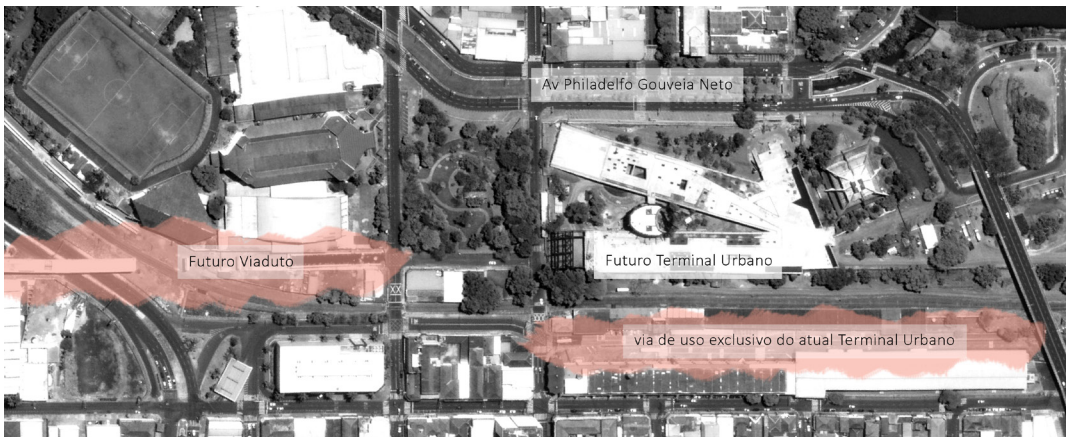 Av Philadelfo Gouveia Neto
Futuro Viaduto
Futuro Terminal Urbano
via de uso exclusivo do atual Terminal Urbano